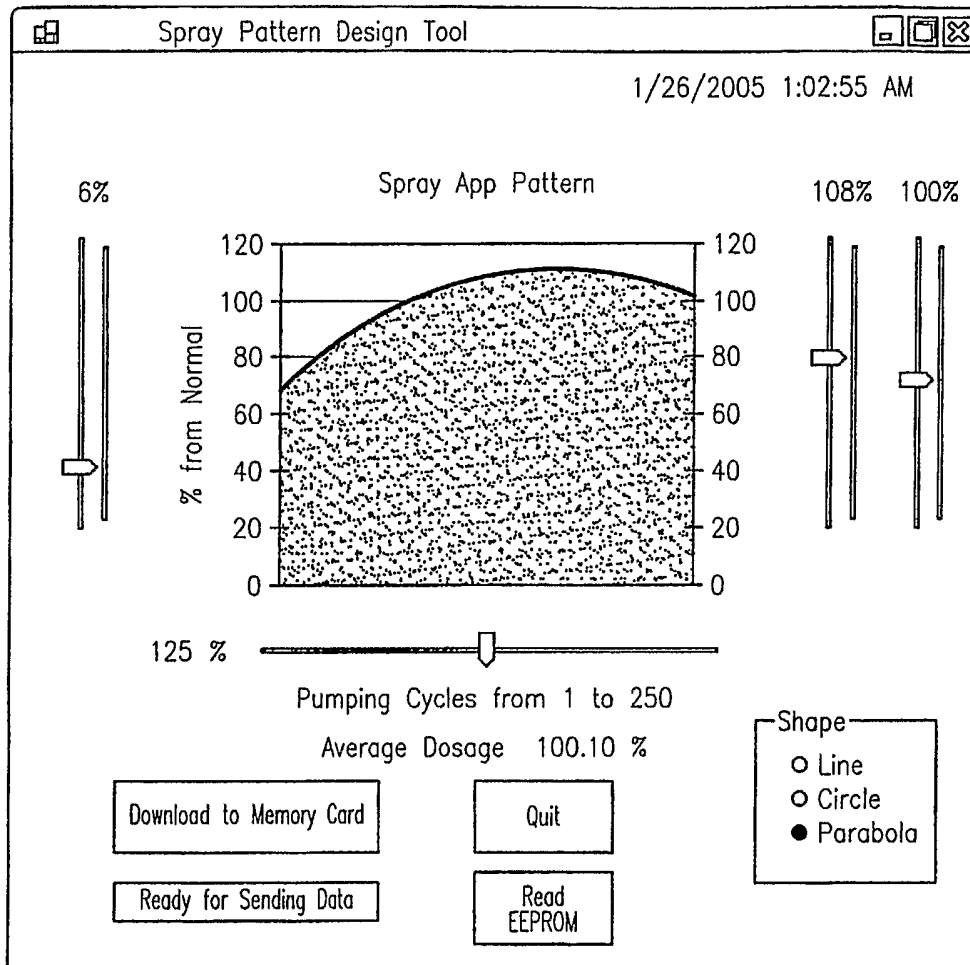 Spray Pattern Design Tool
1/26/2005 1:02:55 AM
6%
Spray App Pattern
108% 100%
% from Normal
120 120
100 100
80 80
60 60
40 40
20 20
0 0
125 %
Pumping Cycles from 1 to 250
Average Dosage 100.10 %
Shape
Line
Circle
Parabola
Download to Memory Card
Quit
Ready for Sending Data
Read
EEPROM